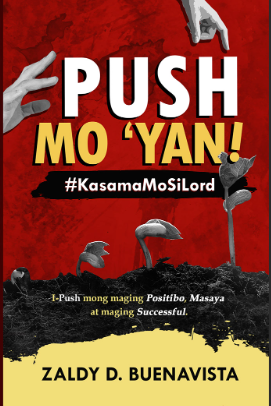 PUSH
MO 'YAN!
#KasamaMoSiLord
I-Push mong maging Positibo, Masaya
at maging Successful.
ZALDY D. BUENAVISTA